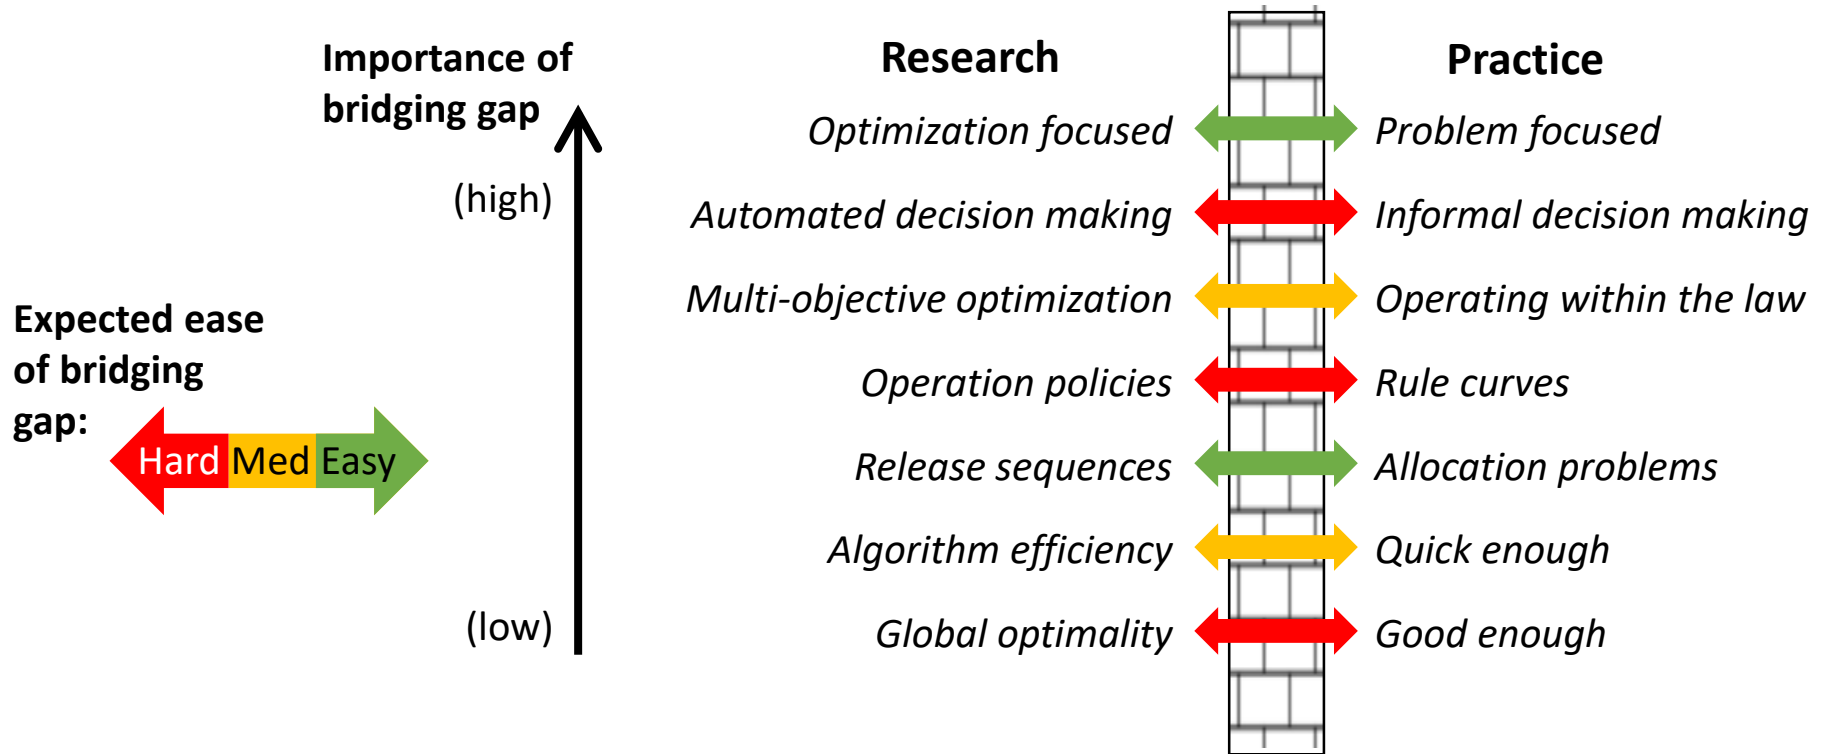 Importance of
bridging gap
(high)
(low)
Expected ease
of bridging
gap:
Hard Med Easy
Research Practice
Optimization focused Problem focused
Automated decision making Informal decision making
Multi-objective optimization Operating within the law
Operation policies Rule curves
Release sequences Allocation problems
Algorithm efficiency Quick enough
Global optimality Good enough